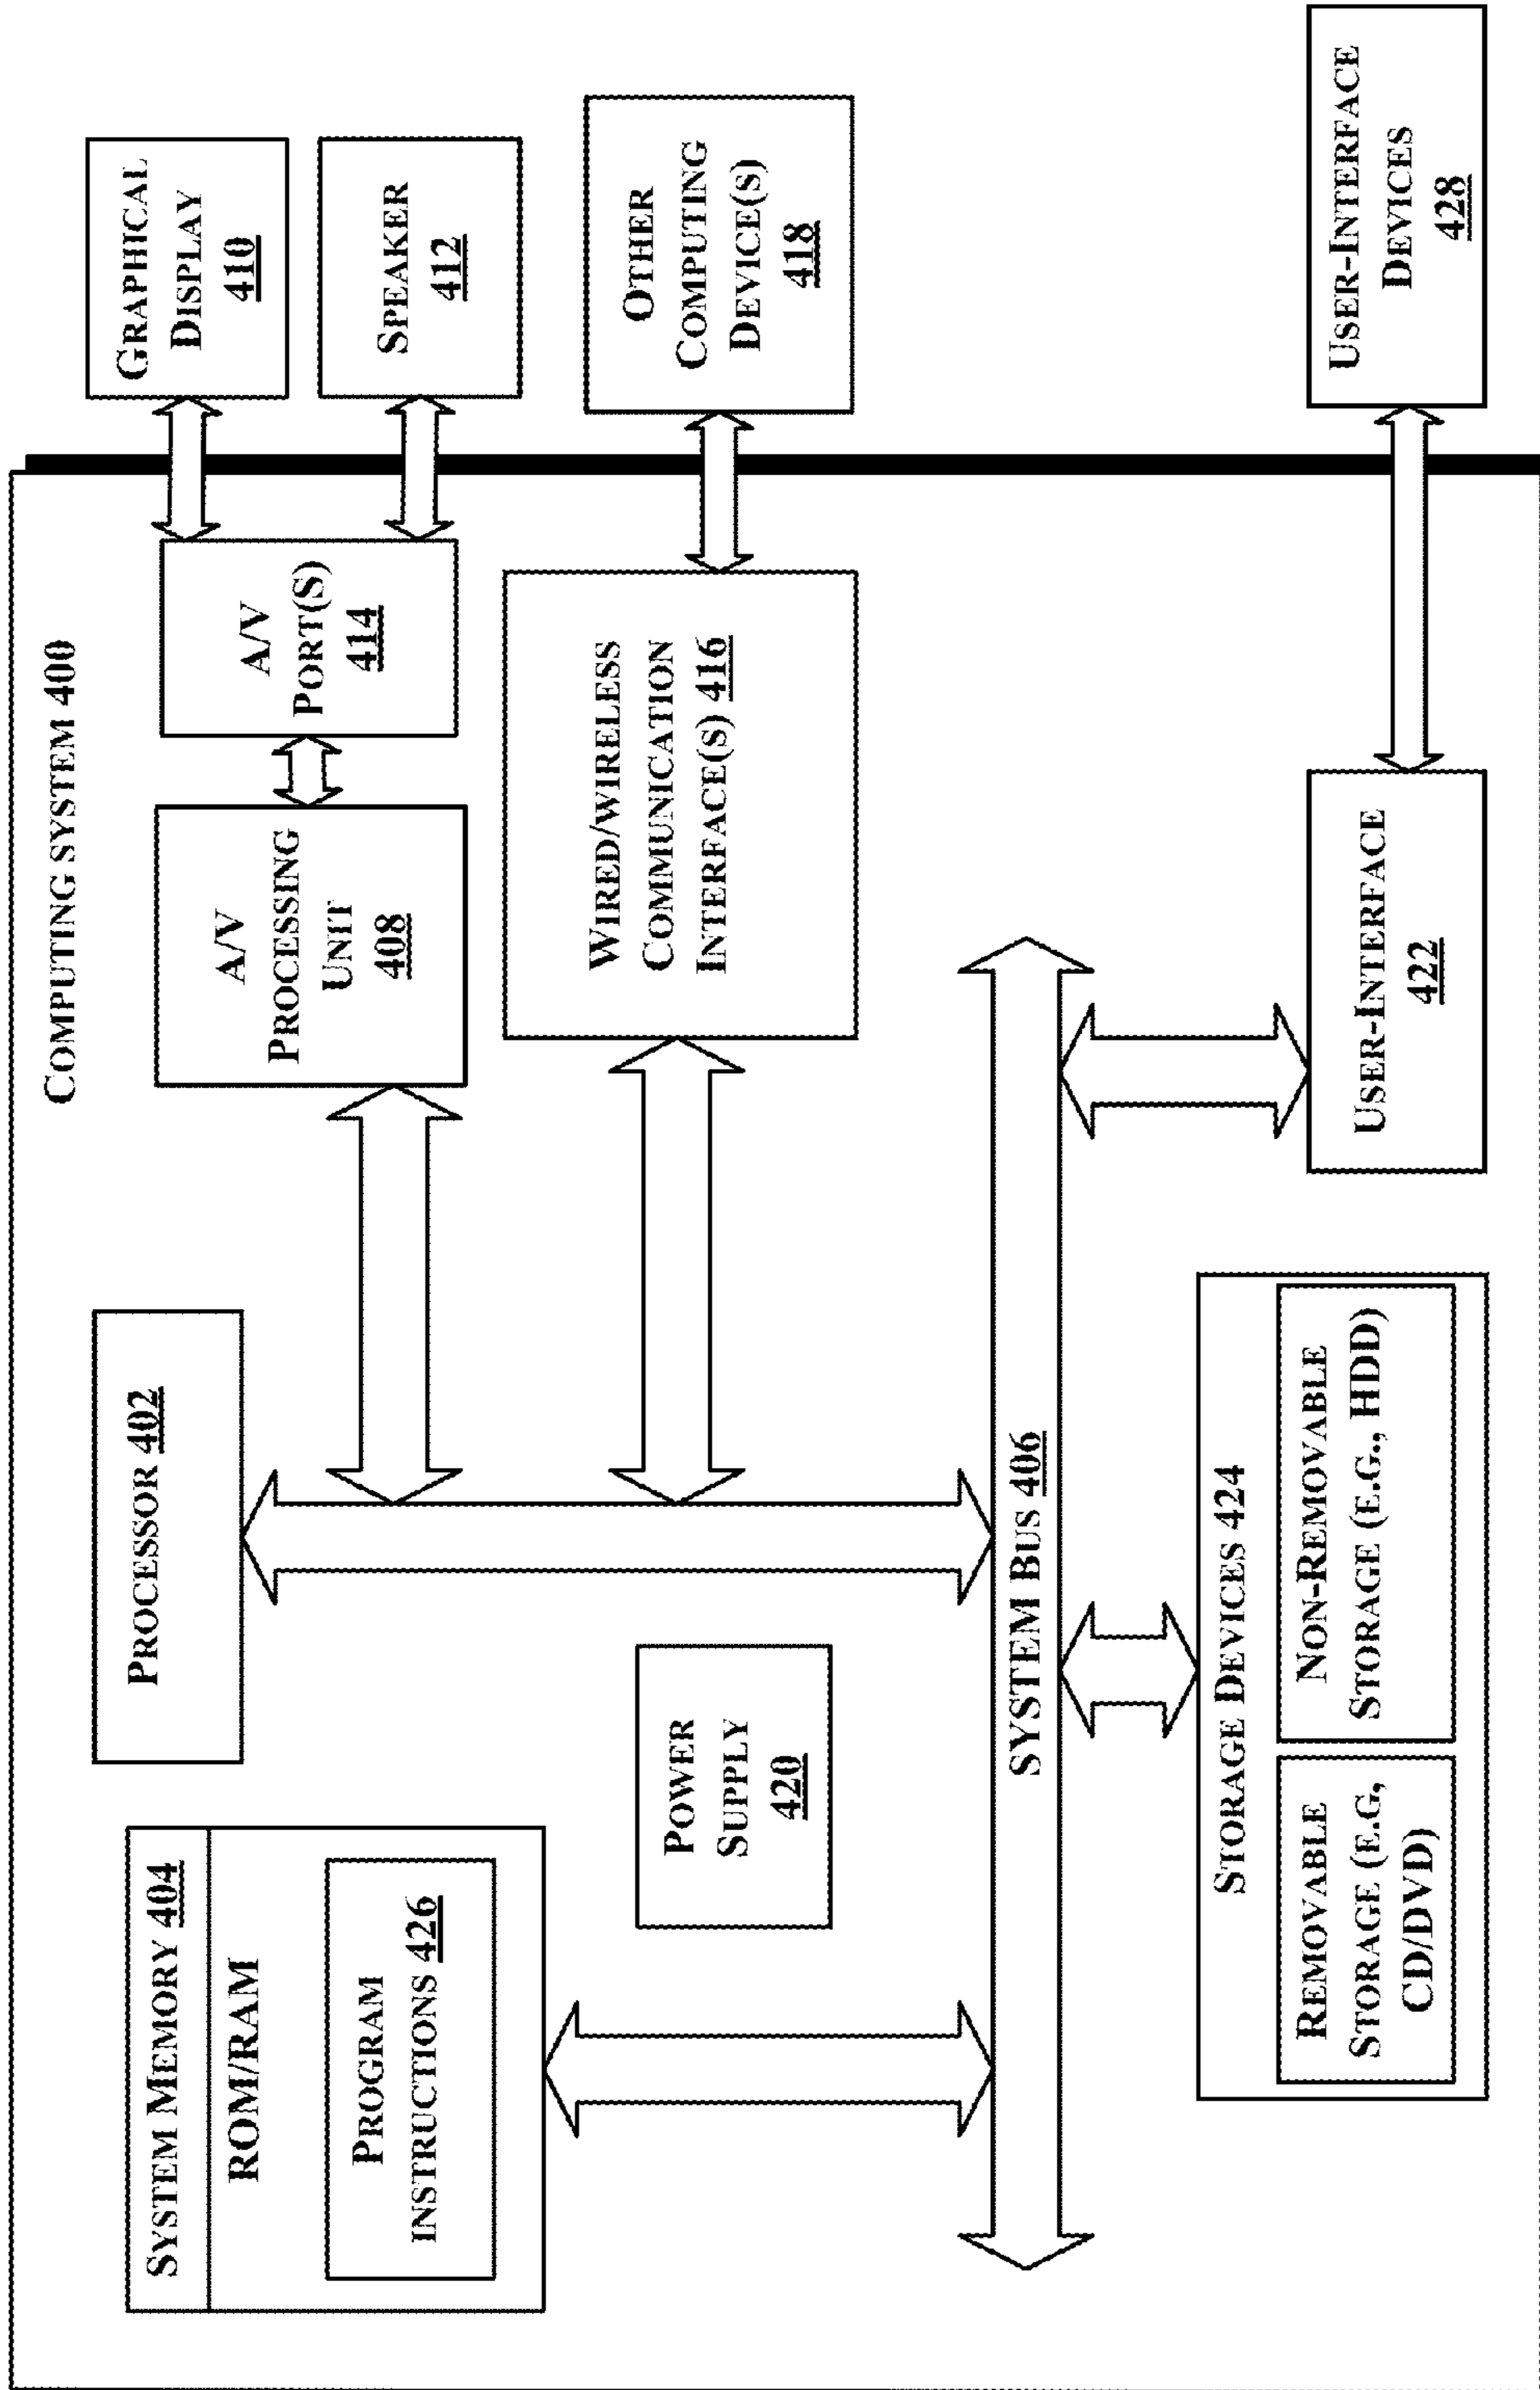 COMPUTING SYSTEM 400
SYSTEM MEMORY 404
ROM/RAM
PROGRAM
INSTRUCTIONS 426
PROCESSOR 402
A/V
PROCESSING
UNIT
408
A/V
PORT(S)
414
GRAPHICAL
DISPLAY
410
SPEAKER
412
POWER
SUPPLY
420
WIRED/WIRELESS
COMMUNICATION
INTERFACE(S) 416
OTHER
COMPUTING
DEVICE(S)
418
SYSTEM BUS 406
STORAGE DEVICES 424
REMOVABLE
STORAGE (E.G,
CD/DVD)
NON-REMOVABLE
STORAGE (E.G., HDD)
USER-INTERFACE
422
USER-INTERFACE
DEVICES
428